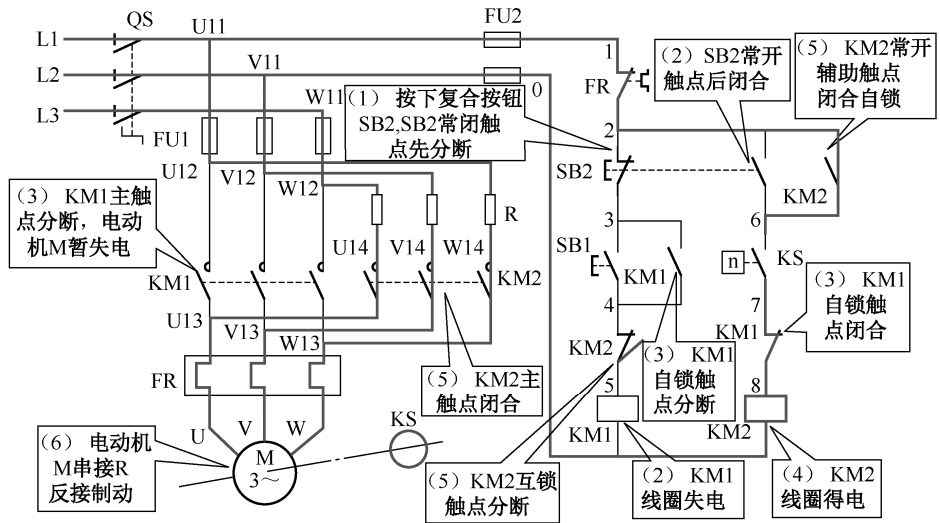 QS
U11
FU2
L1
L2
L3
V11
W11
0
1
FR
FU1
U12
V12
W12
（1） 按下复合按钮
SB2,SB2常闭触
点先分断
（2）SB2常开
触点后闭合
（5）KM2常开
辅助触点
闭合自锁
2
SB2
KM2
（3） KM1主触
点分断，电动
机M暂失电
R
3
6
U14
V14
W14
SB1
KM1
n
KS
KM1
KM2
4
7
（3） KM1
自锁触
点闭合
U13
V13
W13
KM2
KM1
FR
（5） KM2主
触点闭合
（3） KM1
自锁触
点分断
5
8
KM1
KM2
U
V
W
KS
（6） 电动机
M串接R
反接制动
M
3～
（5） KM2互锁
触点分断
（2） KM1
线圈失电
（4） KM2
线圈得电